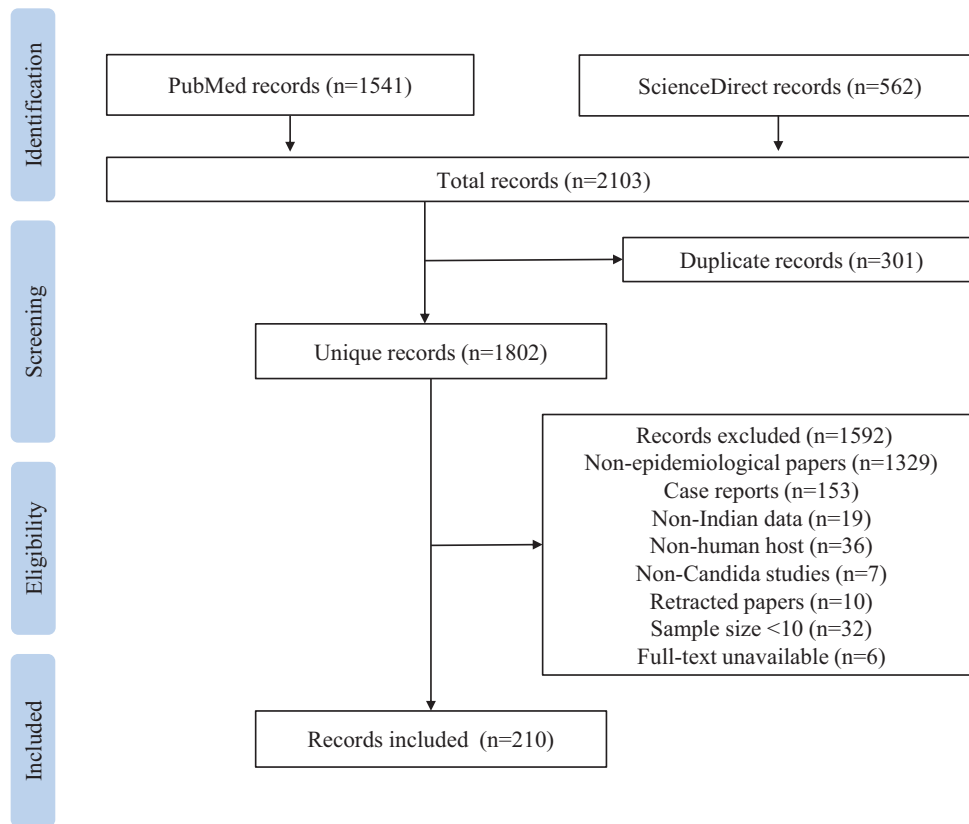 Identification
PubMed records (n=1541)
ScienceDirect records (n=562)
Total records (n=2103)
Screening
Duplicate records (n=301)
Unique records (n=1802)
Eligibility
Records excluded (n=1592)
Non-epidemiological papers (n=1329)
Case reports (n=153)
Non-Indian data (n=19)
Non-human host (n=36)
Non-Candida studies (n=7)
Retracted papers (n=10)
Sample size <10 (n=32)
Full-text unavailable (n=6)
Included
Records included (n=210)